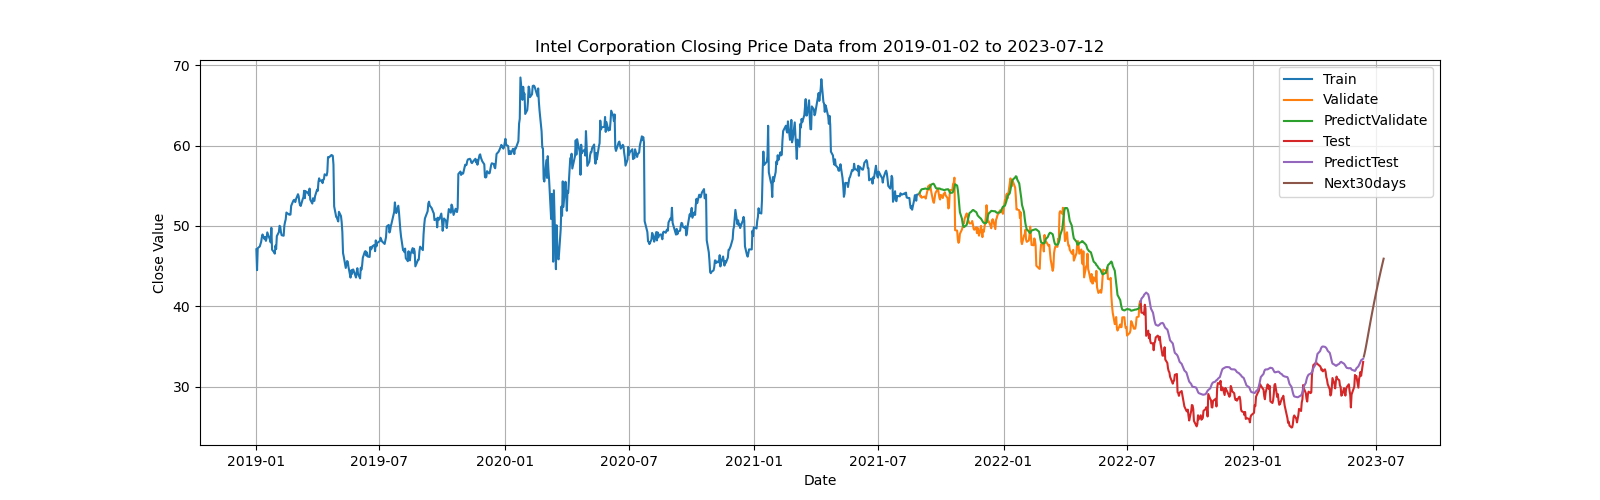 Intel Corporation Closing Price Data from 2019-01-02 to 2023-07-12
70
60
50
40
30
Close Value
2019-01
2019-07
2020-01
2020-07
2021-01
2021-07
2022-01
2022-07
2023-01
2023-07
Date
Train
Validate
PredictValidate
Test
PredictTest
Next30days